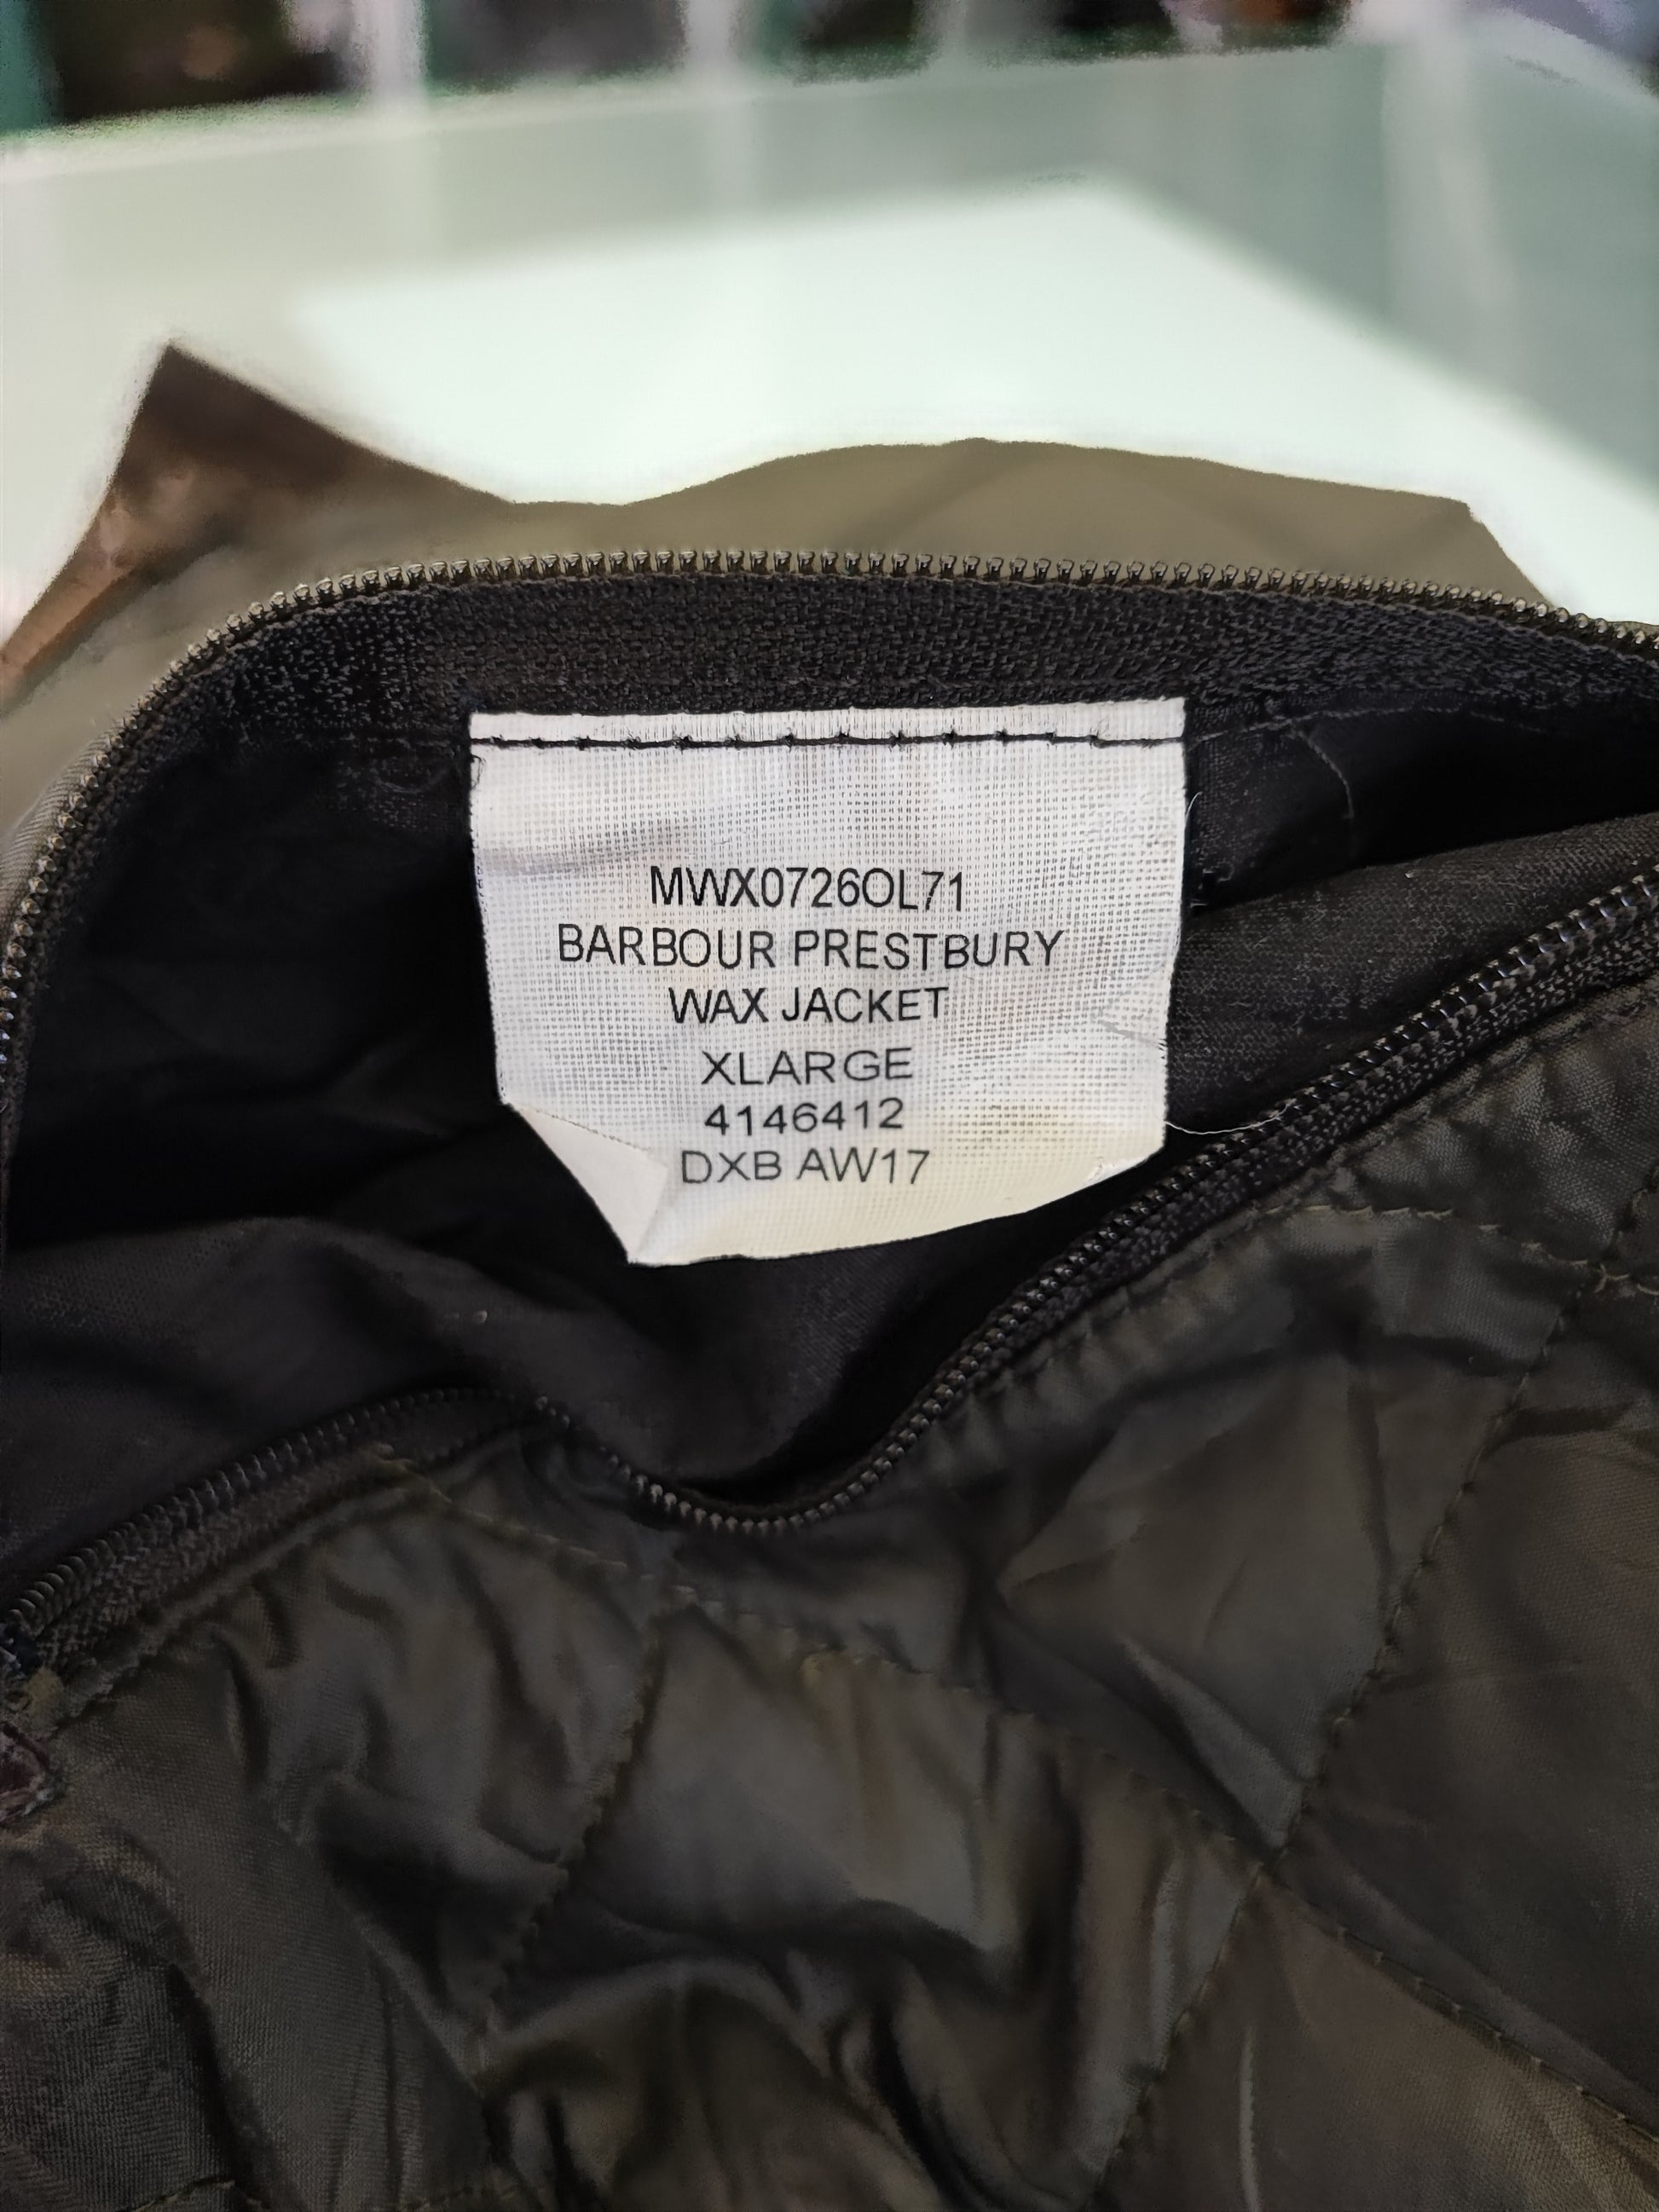 MWX0726OL71
BARBOUR PRESTBURY
WAX JACKET
XLARGE
4146412
DXB AW17